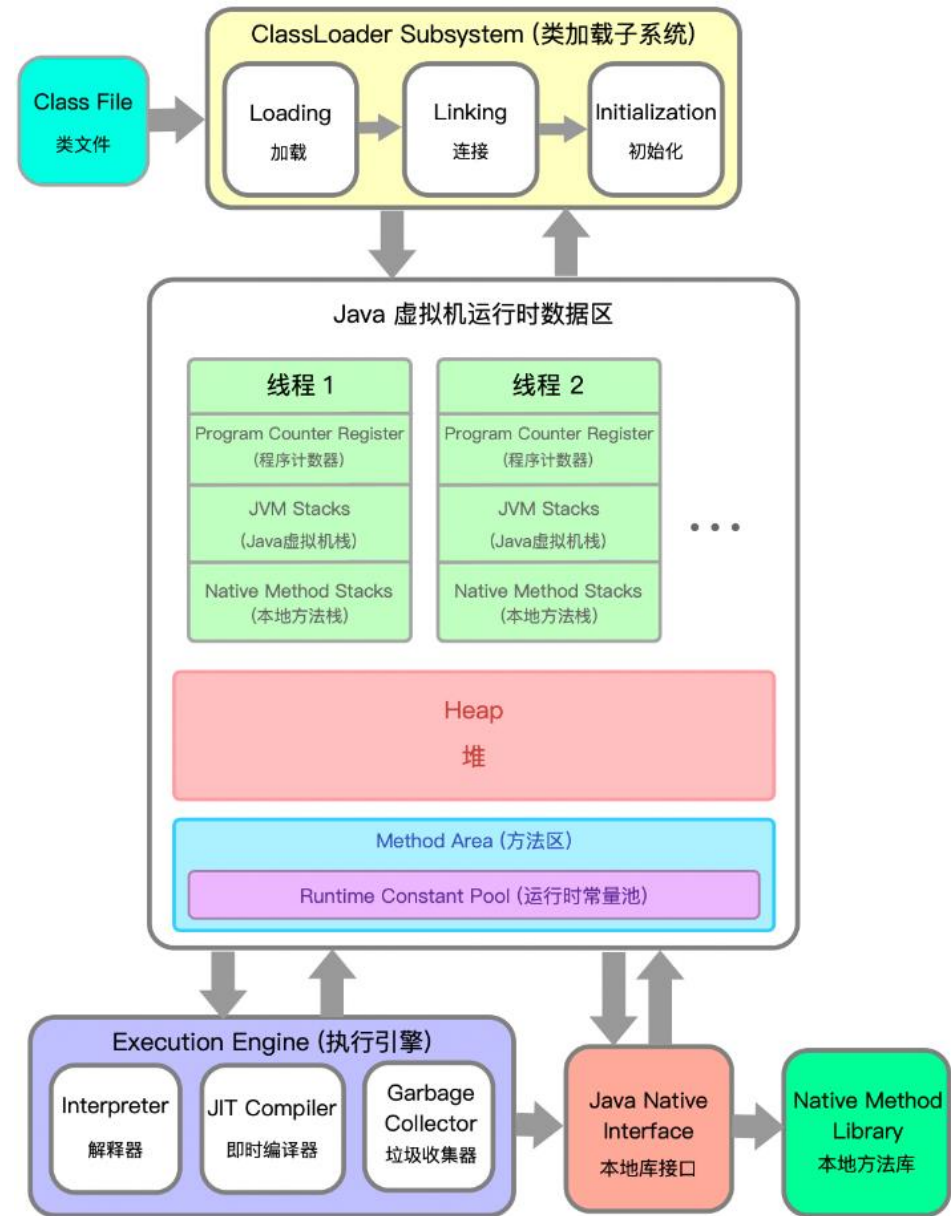 ClassLoader Subsystem (类加载子系统)
Class File
类文件
Loading
加载
Linking
连接
Initialization
初始化
Java 虚拟机运行时数据区
线程 1
Program Counter Register
(程序计数器)
JVM Stacks
(Java虚拟机栈)
Native Method Stacks
(本地方法栈)
线程 2
Program Counter Register
(程序计数器)
JVM Stacks
(Java虚拟机栈)
Native Method Stacks
(本地方法栈)
...
Heap
堆
Method Area (方法区)
Runtime Constant Pool (运行时常量池)
Execution Engine (执行引擎)
Interpreter
解释器
JIT Compiler
即时编译器
Garbage
Collector
垃圾收集器
Java Native
Interface
本地库接口
Native Method
Library
本地方法库